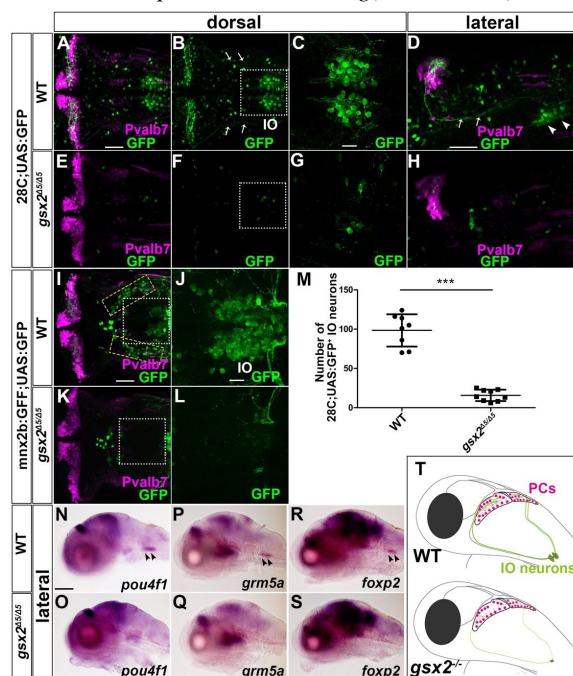 dorsal lateral
28C;UAS:GFP
WT
gsx2Δ5/Δ5
A B C D
Pvalb7
GFP
GFP
IO
GFP
Pvalb7
GFP
E F G H
Pvalb7
GFP
GFP
GFP
Pvalb7
GFP
mnx2b:GFF;UAS:GFP
WT
gsx2Δ5/Δ5
I J
Pvalb7
GFP
IO
GFP
K L
Pvalb7
GFP
GFP
M
***
Number of
28C;UAS:GFP+ IO neurons
150
100
50
0
WT
gsx2Δ5/Δ5
lateral
WT
gsx2Δ5/Δ5
N P R
pou4f1 grm5a foxp2
O Q S
pou4f1 grm5a foxp2
T
PCs
WT
IO neurons
gsx2-/-